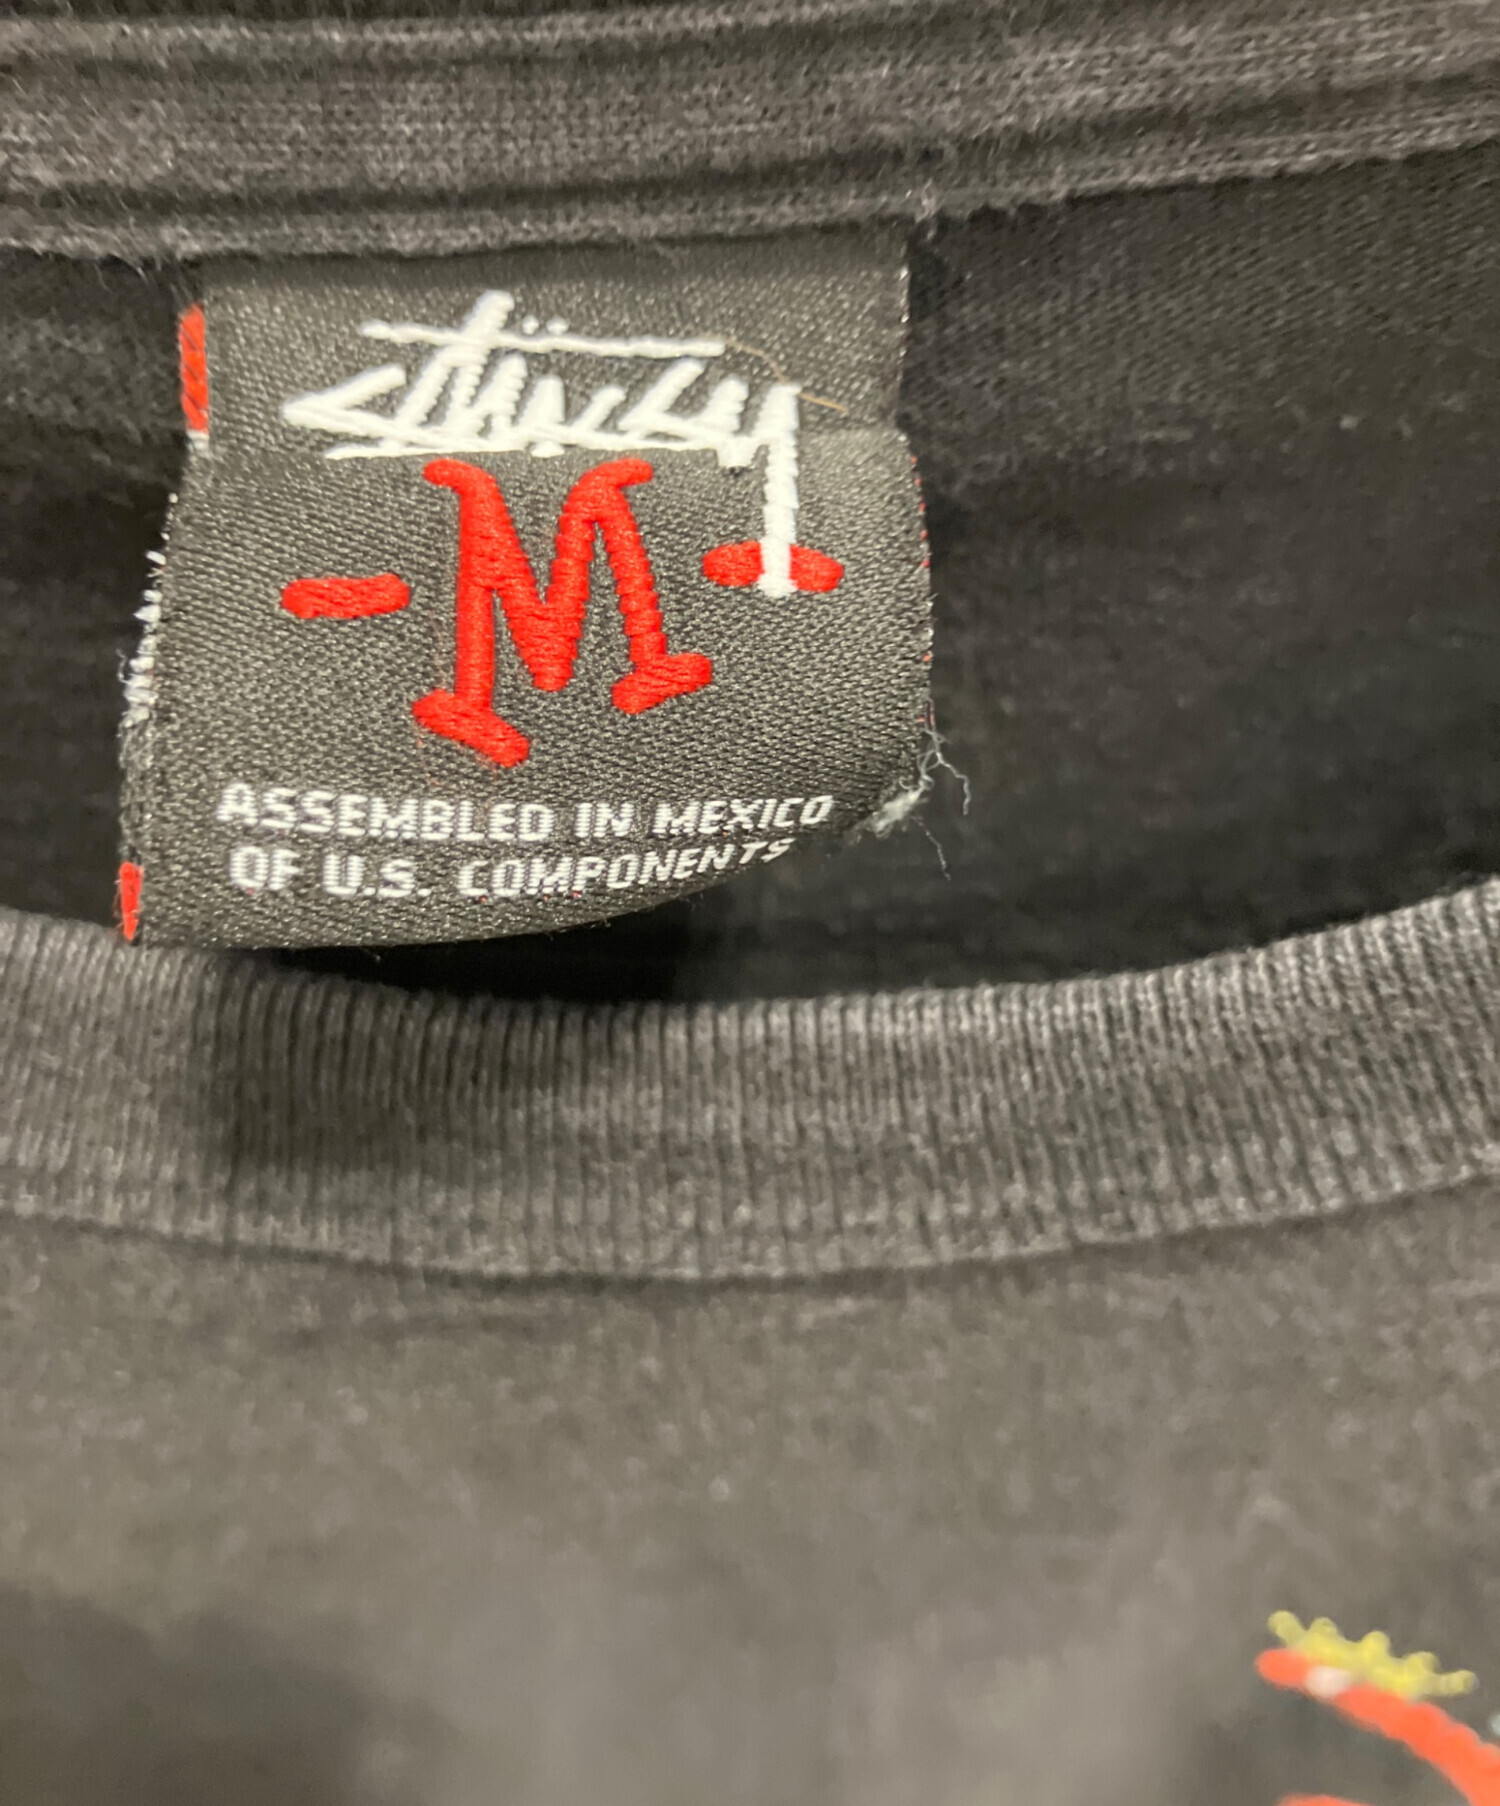 Stüssy
- M -
ASSEMBLED IN MEXICO
OF U.S. COMPONENTS